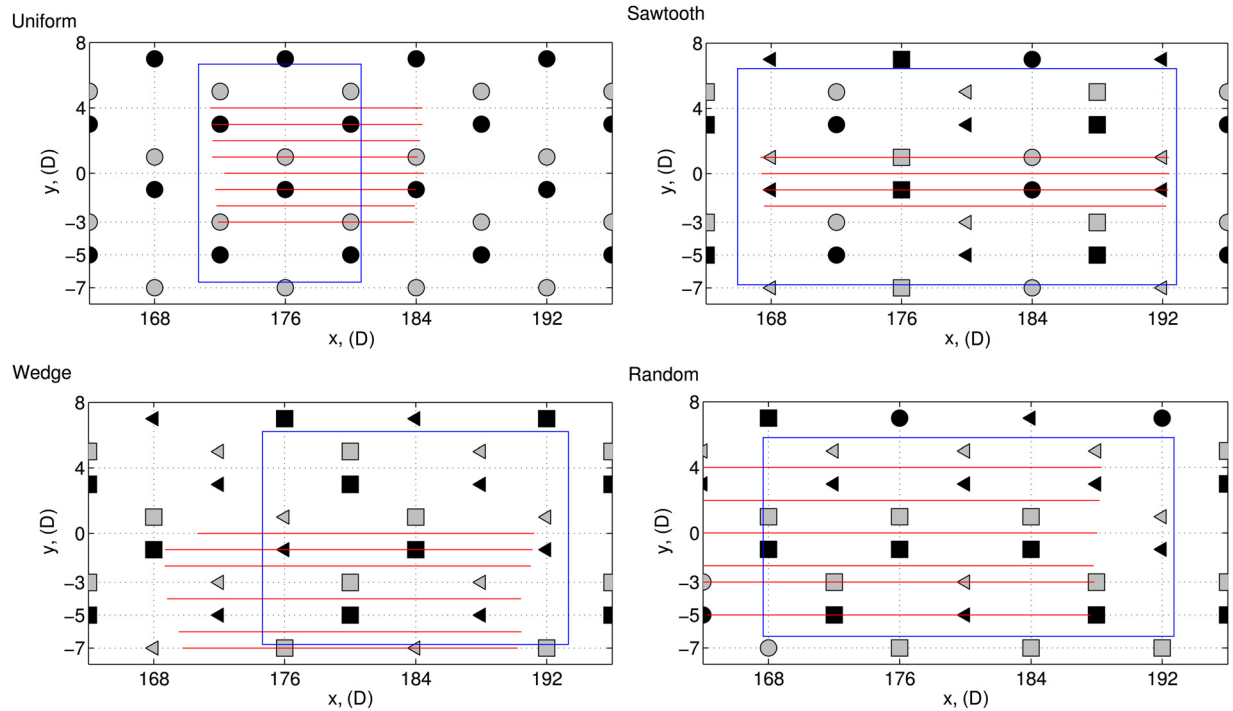 Uniform
8
4
0
−3
−5
−7
y, (D)
168 176 184 192
x, (D)
Sawtooth
8
4
0
−3
−5
−7
y, (D)
168 176 184 192
x, (D)
Wedge
8
4
0
−3
−5
−7
y, (D)
168 176 184 192
x, (D)
Random
8
4
0
−3
−5
−7
y, (D)
168 176 184 192
x, (D)